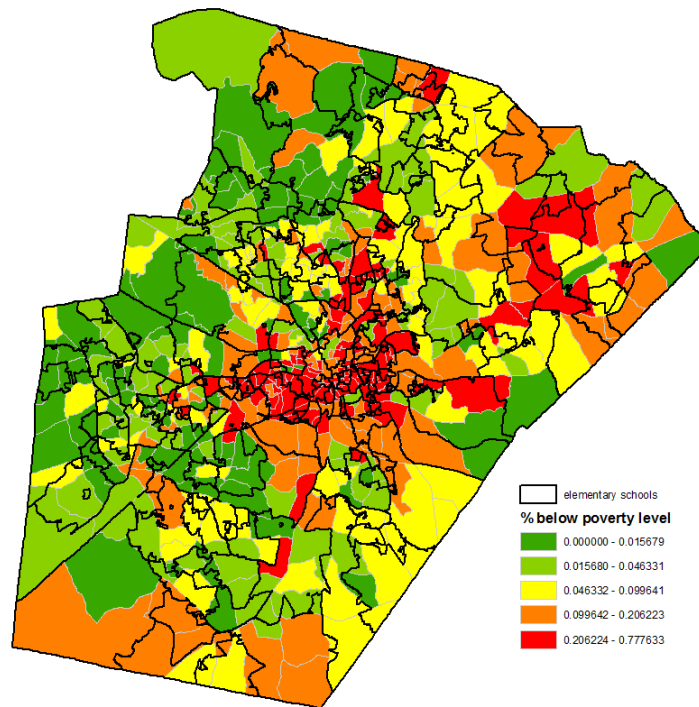 elementary schools
% below poverty level
0.000000 - 0.015679
0.015680 - 0.046331
0.046332 - 0.099641
0.099642 - 0.206223
0.206224 - 0.777633